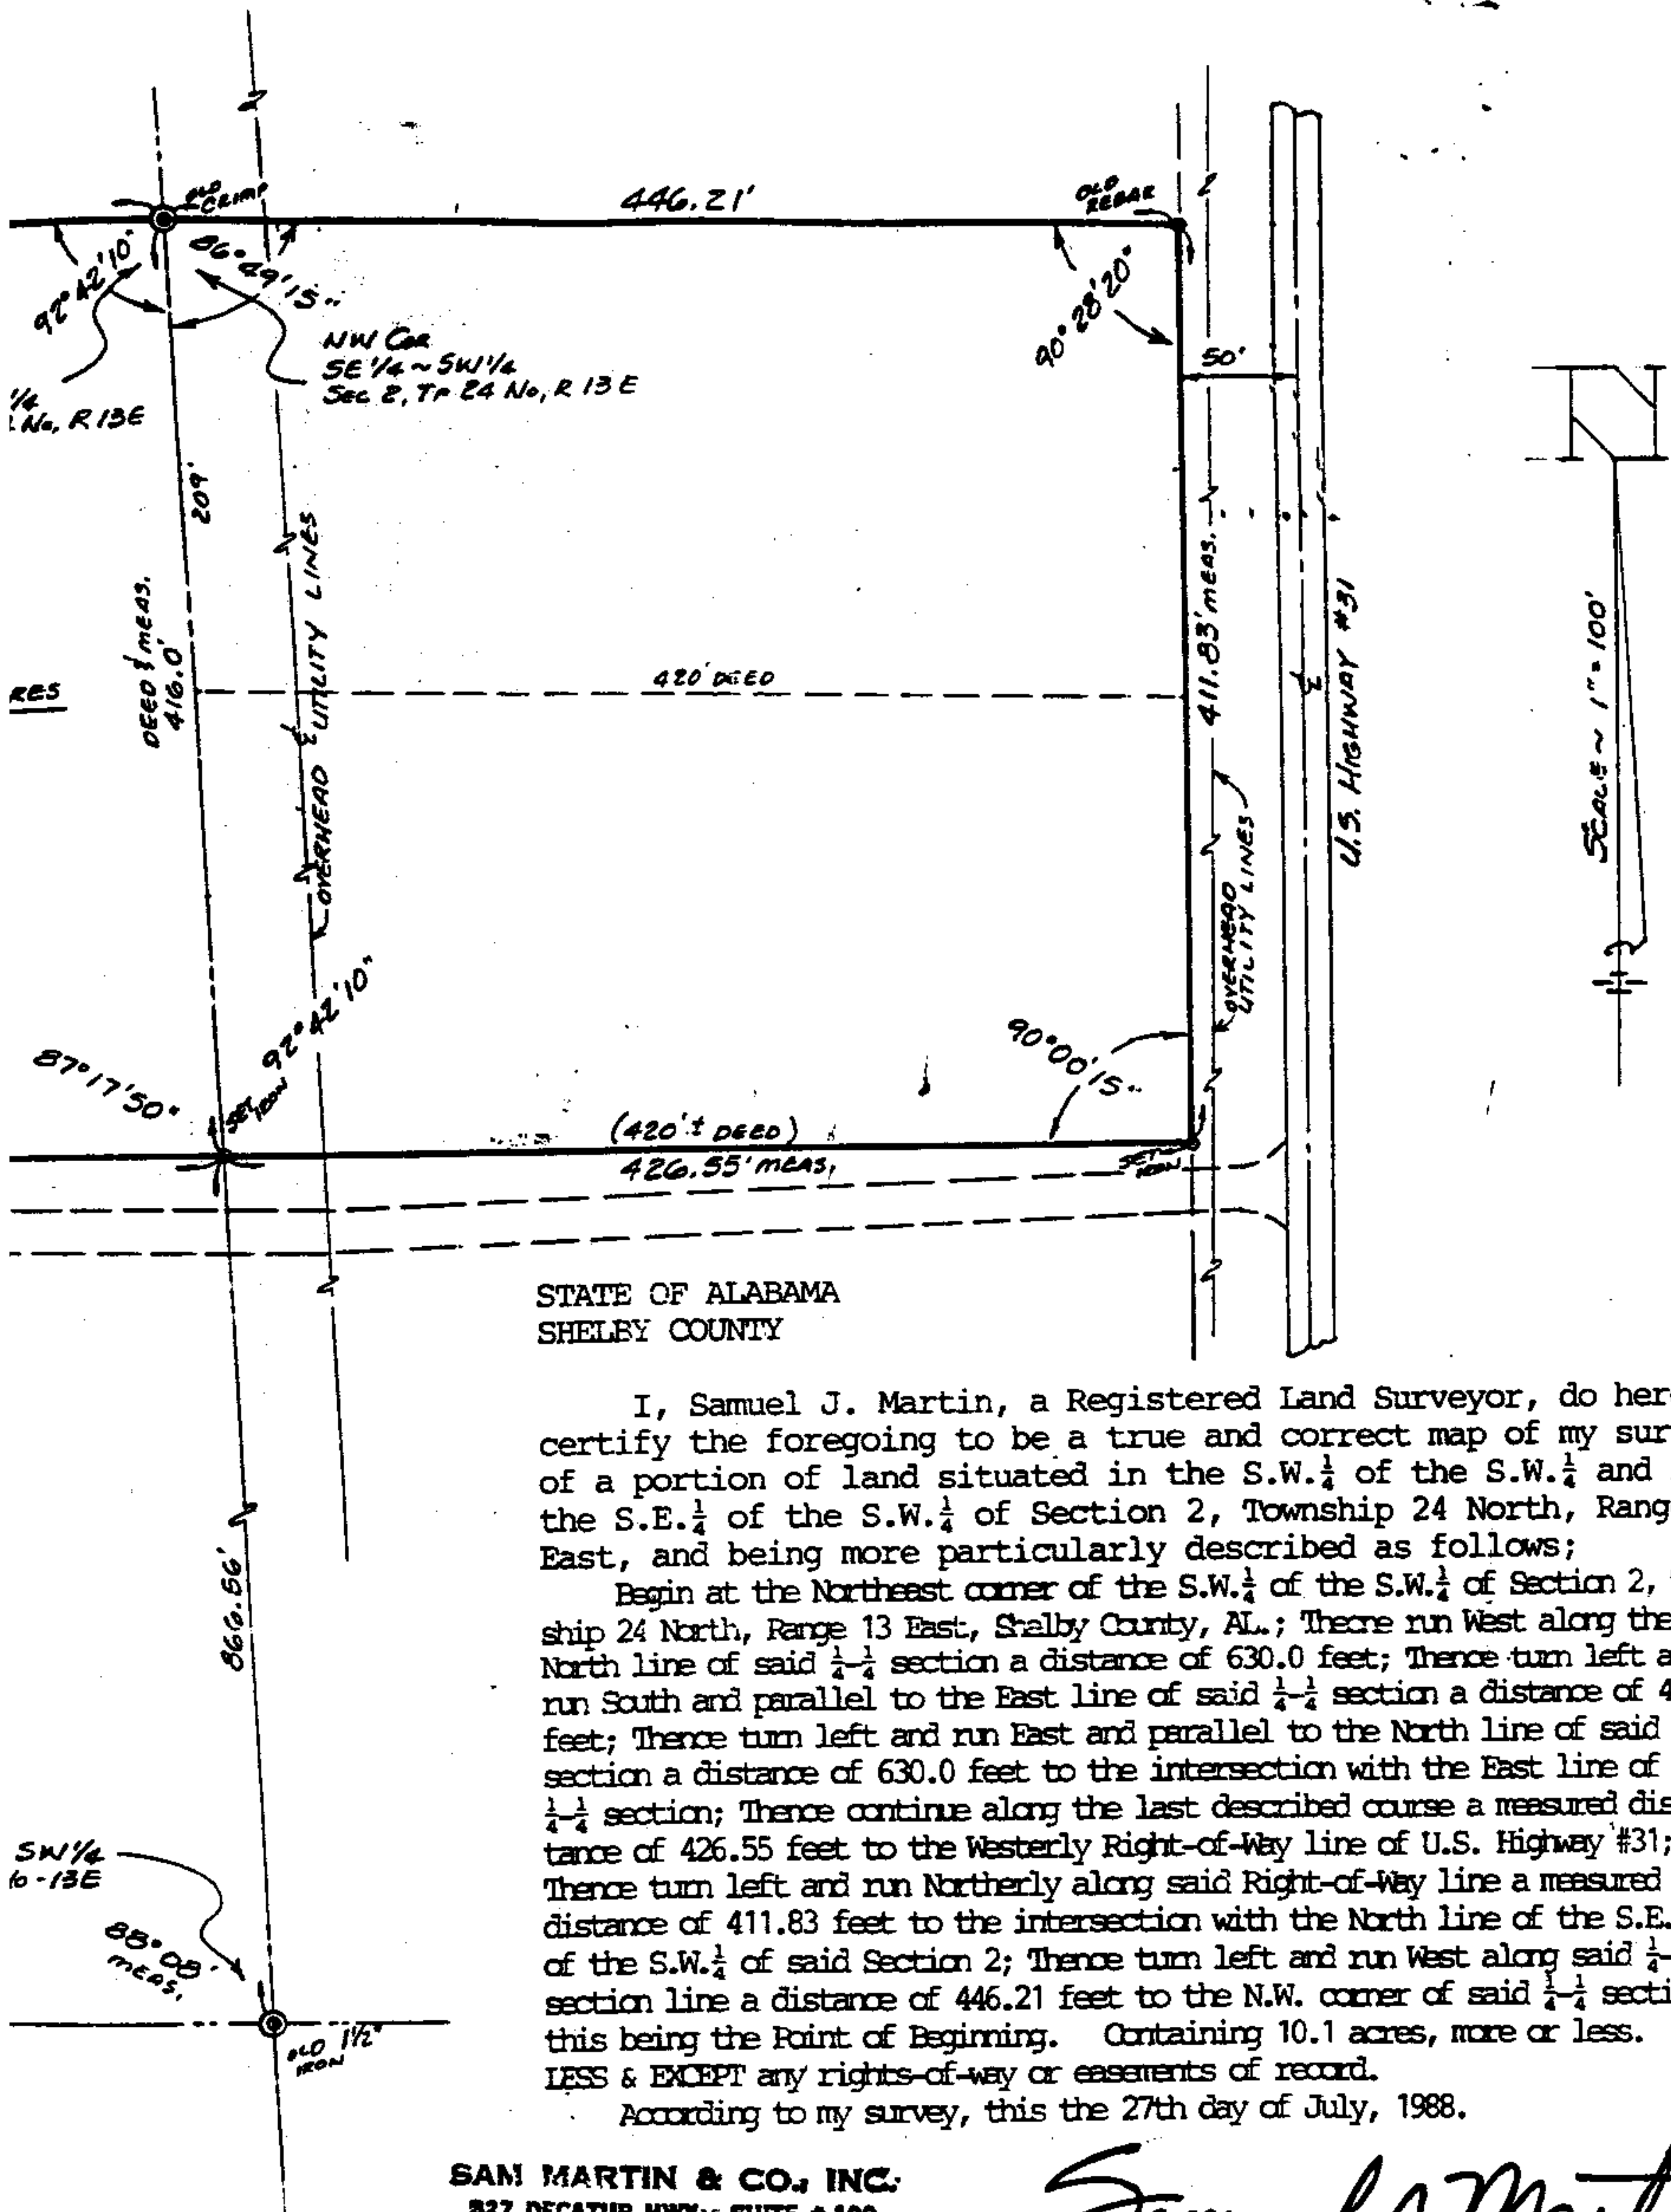 446.21'
OLD
CRIMP
OLD
REBAR
92°42'10"
86°49'15"
90°28'20"
NW COR
SE 1/4 ~ SW 1/4
SEC 2, TP 24 No, R 13 E
1/4
No, R 13E
50'
209'
DEED & MEAS.
416.0'
OVERHEAD UTILITY LINES
420' DEED
RES
411.83' MEAS.
U.S. HIGHWAY #31
SCALE ~ 1" = 100'
OVERHEAD
UTILITY LINES
92°42'10"
87°17'50"
SET
IRON
90°00'15"
(420'± DEED)
426.55' MEAS.
SET
IRON
STATE OF ALABAMA
SHELBY COUNTY
I, Samuel J. Martin, a Registered Land Surveyor, do her
certify the foregoing to be a true and correct map of my sur
of a portion of land situated in the S.W.¼ of the S.W.¼ and
the S.E.¼ of the S.W.¼ of Section 2, Township 24 North, Rang
East, and being more particularly described as follows;
Begin at the Northeast corner of the S.W.¼ of the S.W.¼ of Section 2,
ship 24 North, Range 13 East, Shelby County, AL.; Thence run West along the
North line of said ¼-¼ section a distance of 630.0 feet; Thence turn left a
run South and parallel to the East line of said ¼-¼ section a distance of 4
feet; Thence turn left and run East and parallel to the North line of said
section a distance of 630.0 feet to the intersection with the East line of
¼-¼ section; Thence continue along the last described course a measured dis
tance of 426.55 feet to the Westerly Right-of-Way line of U.S. Highway #31;
Thence turn left and run Northerly along said Right-of-Way line a measured
distance of 411.83 feet to the intersection with the North line of the S.E.
of the S.W.¼ of said Section 2; Thence turn left and run West along said ¼-
section line a distance of 446.21 feet to the N.W. corner of said ¼-¼ secti
this being the Point of Beginning. Containing 10.1 acres, more or less.
LESS & EXCEPT any rights-of-way or easements of record.
According to my survey, this the 27th day of July, 1988.
866.56'
SW 1/4
13E
88°08'
MEAS.
OLD 1½"
IRON
SAM MARTIN & CO., INC.
927 DECATUR HWY., SUITE